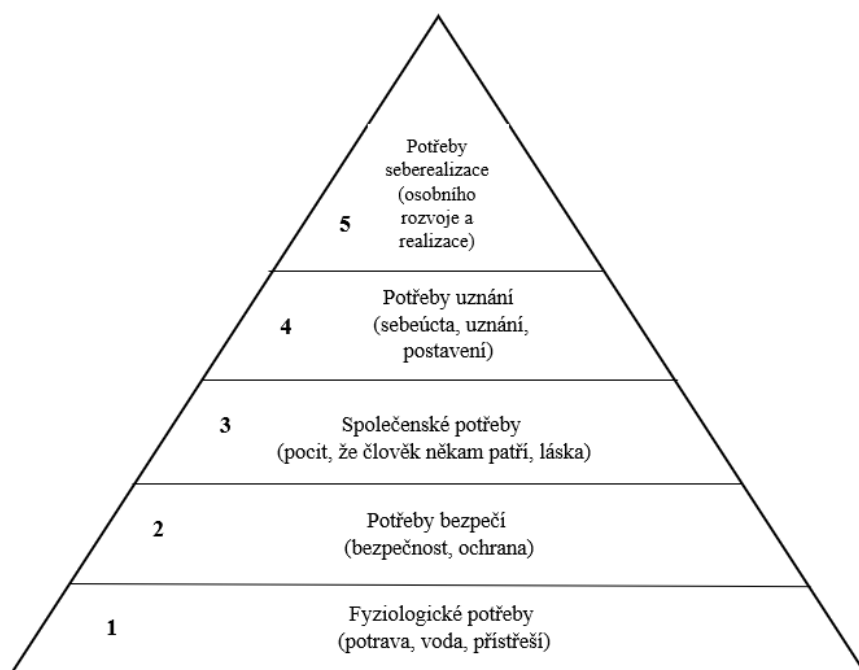 Potřeby
seberealizace
(osobního
rozvoje a
realizace)
5
Potřeby uznání
(sebeúcta, uznání,
postavení)
4
Společenské potřeby
(pocit, že člověk někam patří, láska)
3
Potřeby bezpečí
(bezpečnost, ochrana)
2
Fyziologické potřeby
(potrava, voda, přístřeší)
1